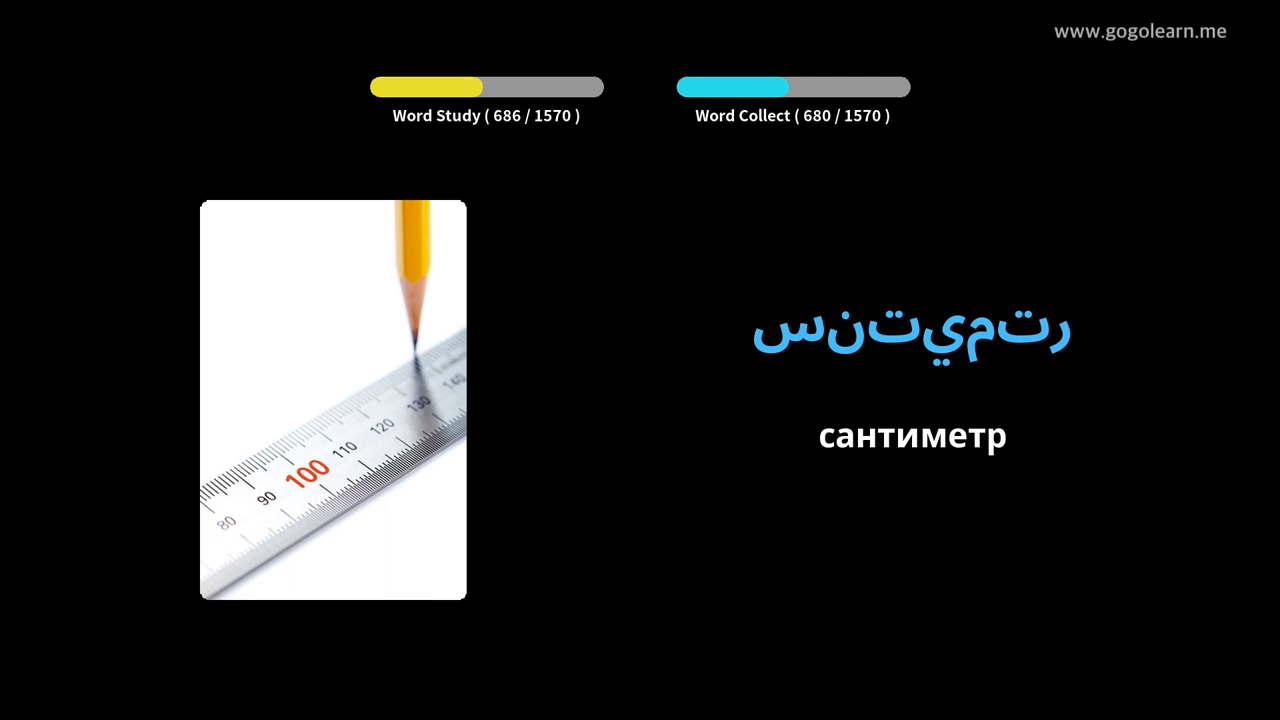 www.gogolearn.me
Word Study ( 686 / 1570 )
Word Collect ( 680 / 1570 )
سنتيمتر
сантиметр
80 90 100 110 120 130 140